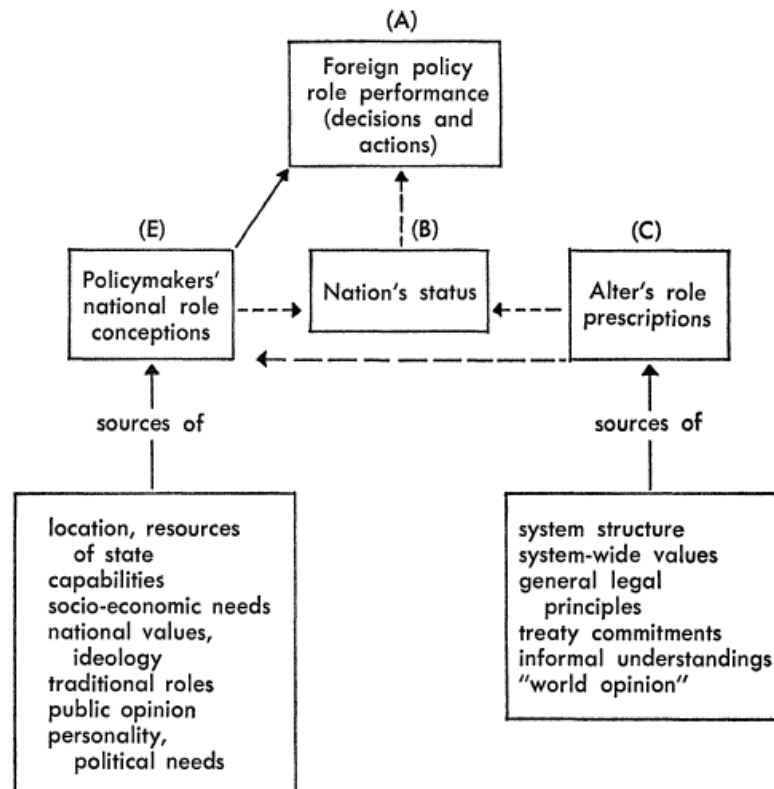 (A)
Foreign policy
role performance
(decisions and
actions)
(E)
Policymakers'
national role
conceptions
(B)
Nation's status
(C)
Alter's role
prescriptions
sources of
sources of
location, resources
of state
capabilities
socio-economic needs
national values,
ideology
traditional roles
public opinion
personality,
political needs
system structure
system-wide values
general legal
principles
treaty commitments
informal understandings
"world opinion"